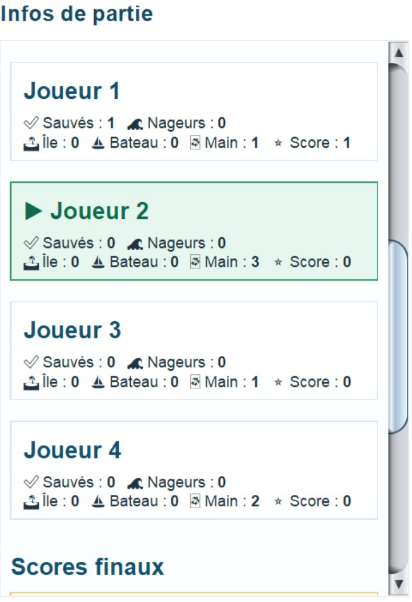 Infos de partie
Joueur 1
Sauvés : 1 Nageurs : 0
Île : 0 Bateau : 0 Main : 1 Score : 1
Joueur 2
Sauvés : 0 Nageurs : 0
Île : 0 Bateau : 0 Main : 3 Score : 0
Joueur 3
Sauvés : 0 Nageurs : 0
Île : 0 Bateau : 0 Main : 1 Score : 0
Joueur 4
Sauvés : 0 Nageurs : 0
Île : 0 Bateau : 0 Main : 2 Score : 0
Scores finaux